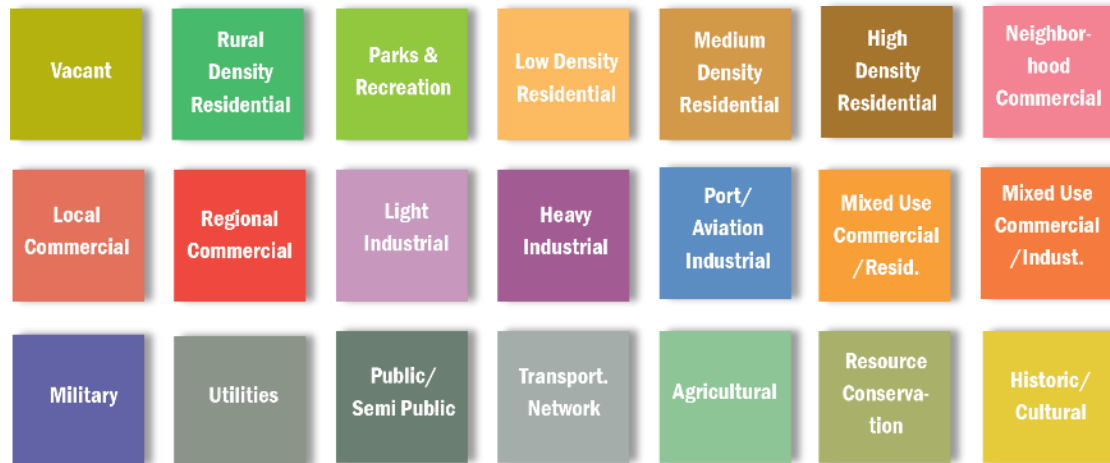 Vacant
Rural
Density
Residential
Parks &
Recreation
Low Density
Residential
Medium
Density
Residential
High
Density
Residential
Neighbor-
hood
Commercial
Local
Commercial
Regional
Commercial
Light
Industrial
Heavy
Industrial
Port/
Aviation
Industrial
Mixed Use
Commercial
/Resid.
Mixed Use
Commercial
/Indust.
Military
Utilities
Public/
Semi Public
Transport.
Network
Agricultural
Resource
Conserva-
tion
Historic/
Cultural